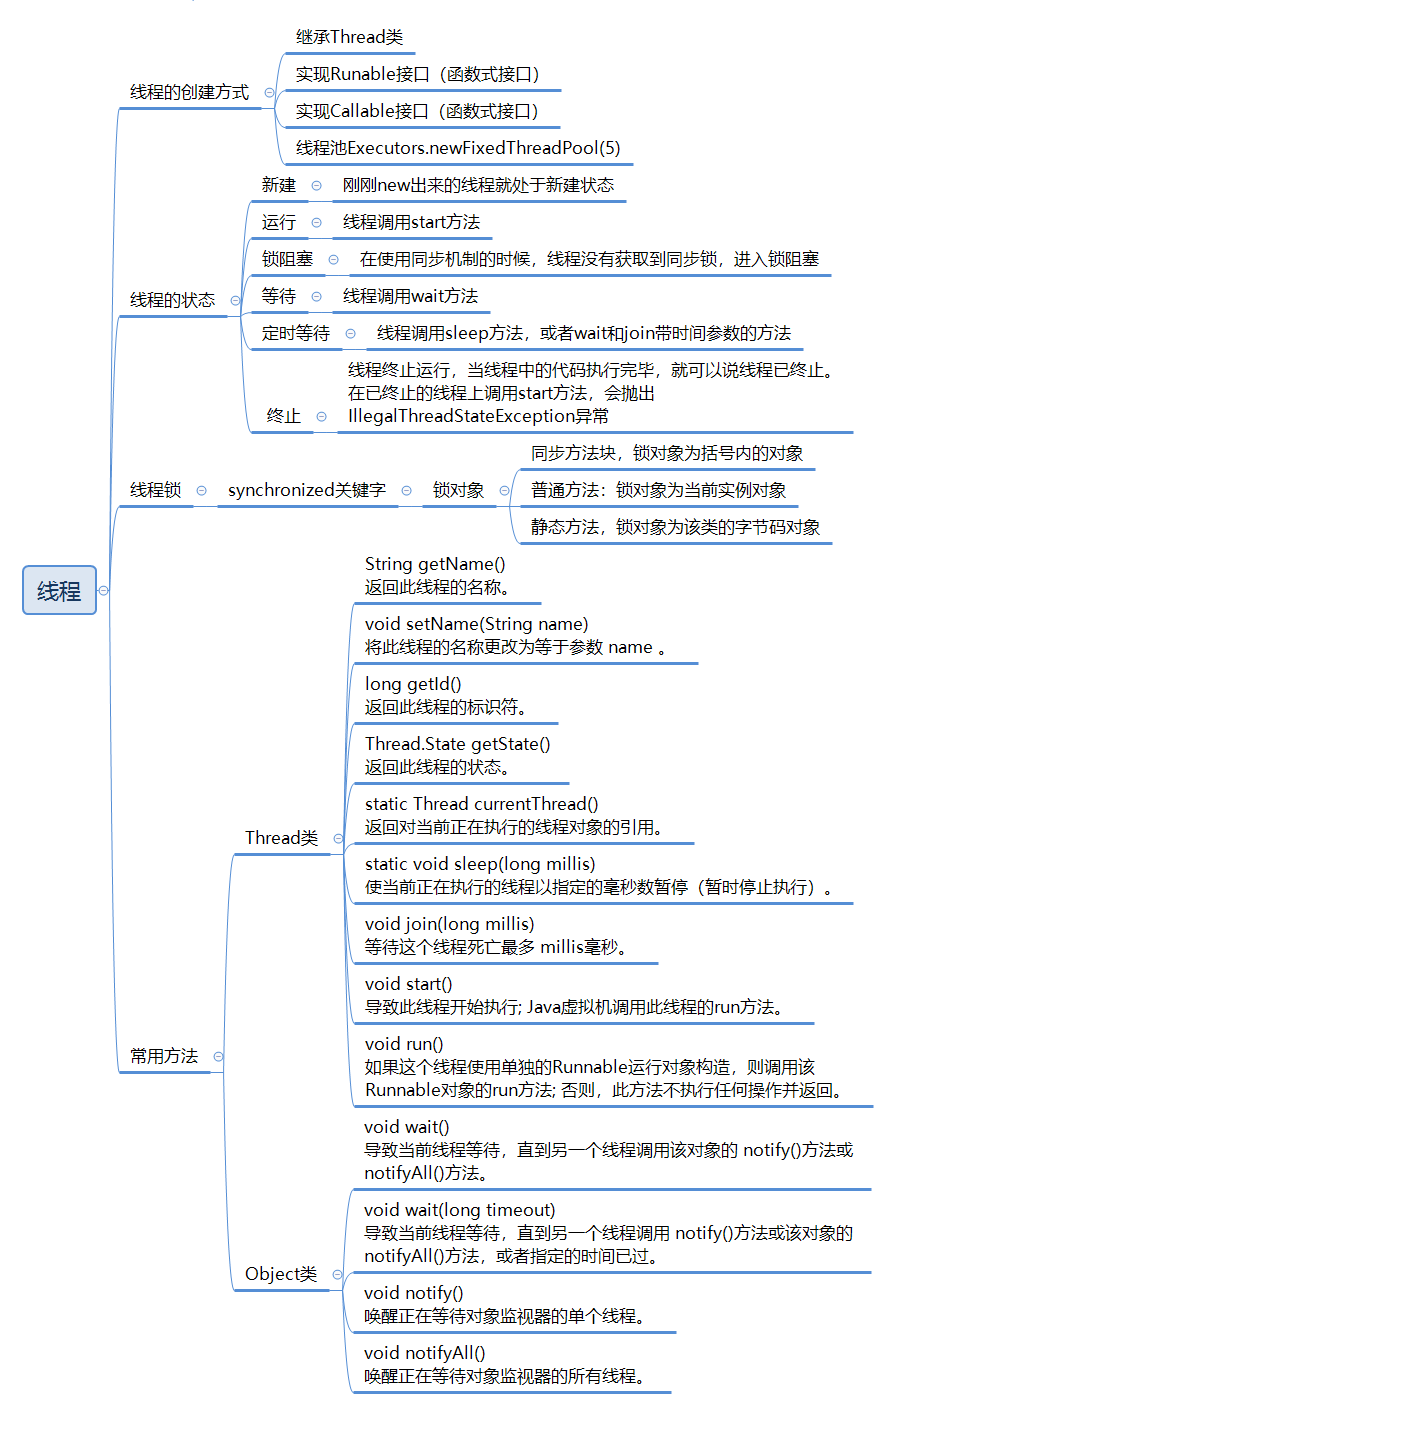 线程
线程的创建方式
继承Thread类
实现Runable接口（函数式接口）
实现Callable接口（函数式接口）
线程池Executors.newFixedThreadPool(5)
线程的状态
新建
刚刚new出来的线程就处于新建状态
运行
线程调用start方法
锁阻塞
在使用同步机制的时候，线程没有获取到同步锁，进入锁阻塞
等待
线程调用wait方法
定时等待
线程调用sleep方法，或者wait和join带时间参数的方法
终止
线程终止运行，当线程中的代码执行完毕，就可以说线程已终止。
在已终止的线程上调用start方法，会抛出
IllegalThreadStateException异常
线程锁
synchronized关键字
锁对象
同步方法块，锁对象为括号内的对象
普通方法：锁对象为当前实例对象
静态方法，锁对象为该类的字节码对象
常用方法
Thread类
String getName()
返回此线程的名称。
void setName(String name)
将此线程的名称更改为等于参数 name 。
long getId()
返回此线程的标识符。
Thread.State getState()
返回此线程的状态。
static Thread currentThread()
返回对当前正在执行的线程对象的引用。
static void sleep(long millis)
使当前正在执行的线程以指定的毫秒数暂停（暂时停止执行）。
void join(long millis)
等待这个线程死亡最多 millis毫秒。
void start()
导致此线程开始执行; Java虚拟机调用此线程的run方法。
void run()
如果这个线程使用单独的Runnable运行对象构造，则调用该
Runnable对象的run方法; 否则，此方法不执行任何操作并返回。
Object类
void wait()
导致当前线程等待，直到另一个线程调用该对象的 notify()方法或
notifyAll()方法。
void wait(long timeout)
导致当前线程等待，直到另一个线程调用 notify()方法或该对象的
notifyAll()方法，或者指定的时间已过。
void notify()
唤醒正在等待对象监视器的单个线程。
void notifyAll()
唤醒正在等待对象监视器的所有线程。